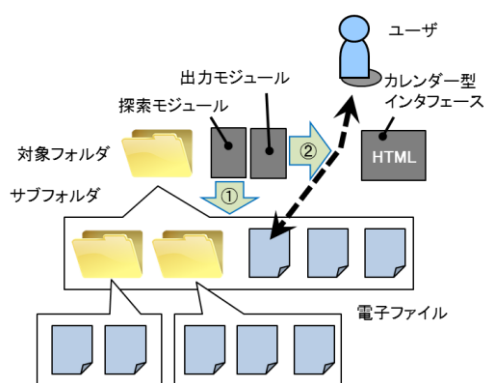 ユーザ
出力モジュール
探索モジュール
カレンダー型
インタフェース
対象フォルダ
②
HTML
①
サブフォルダ
電子ファイル